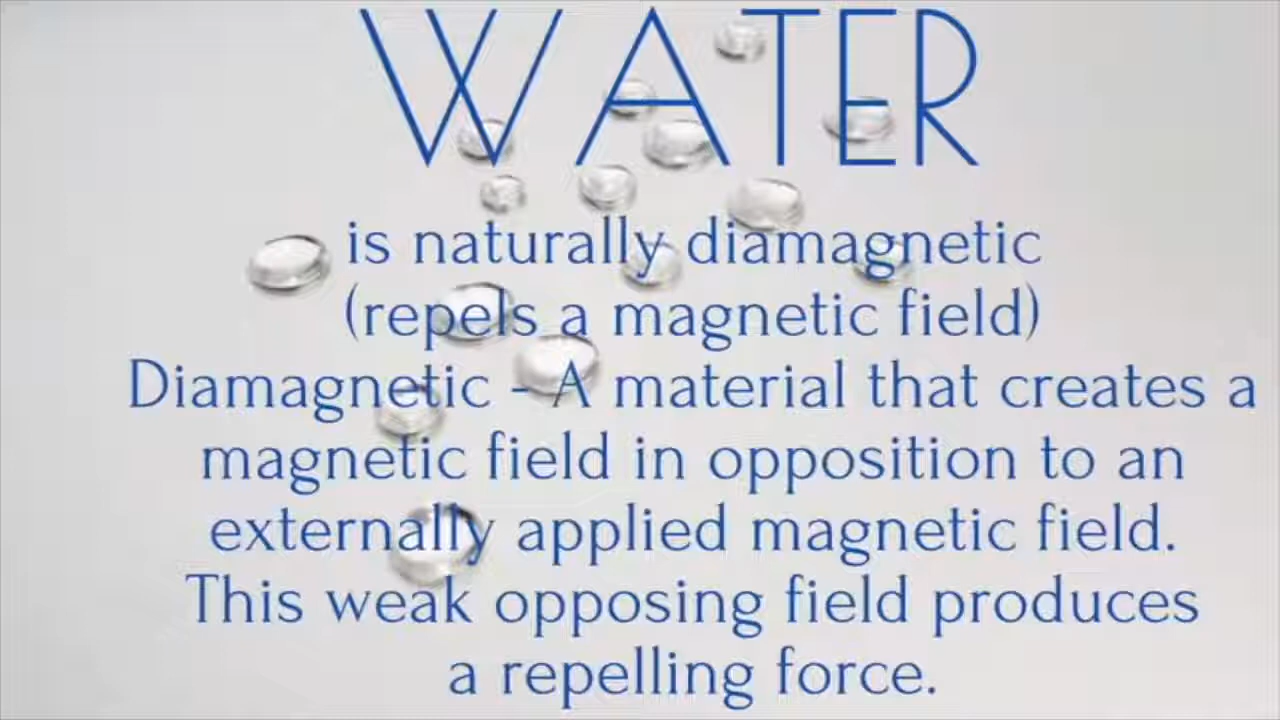 WATER
is naturally diamagnetic
(repels a magnetic field)
Diamagnetic - A material that creates a
magnetic field in opposition to an
externally applied magnetic field.
This weak opposing field produces
a repelling force.